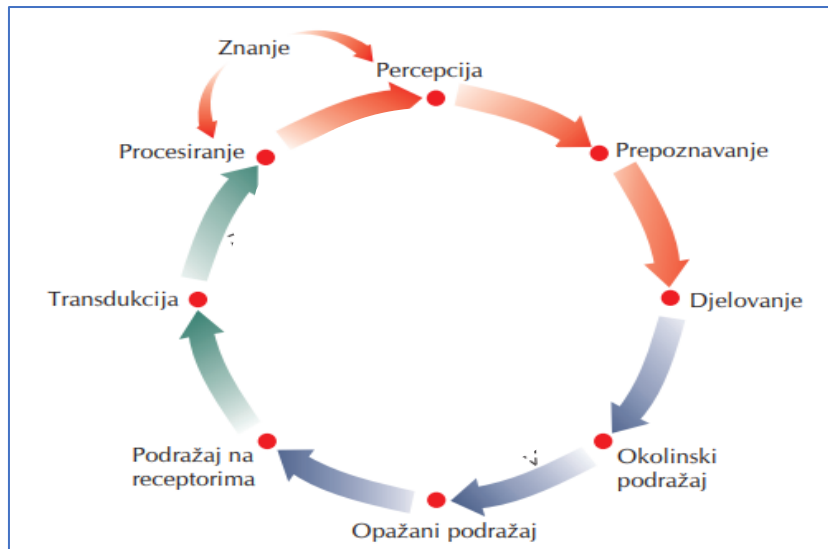 Znanje
Percepcija
Procesiranje
Prepoznavanje
Transdukcija
Djelovanje
Podražaj na
receptorima
Okolinski
podražaj
Opažani podražaj